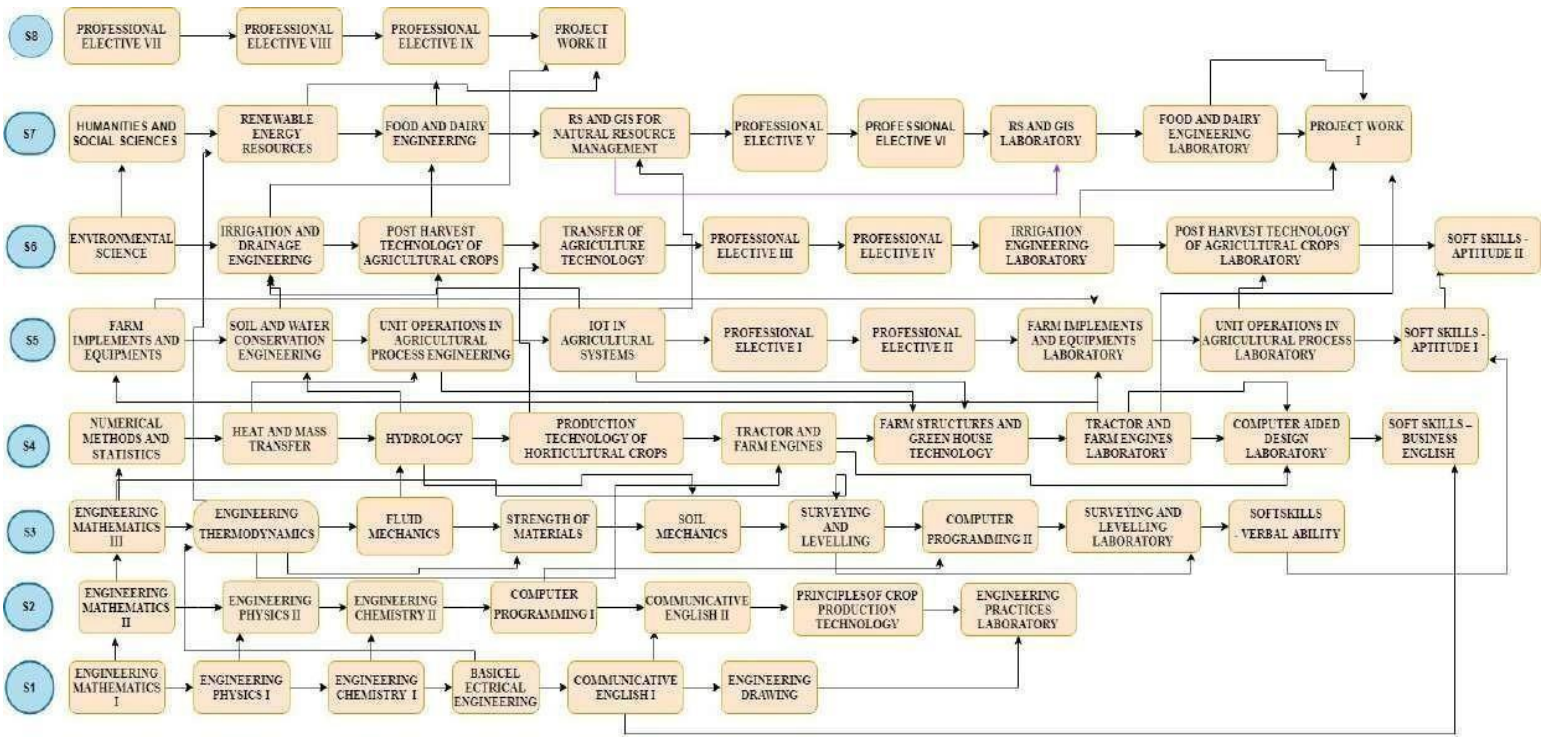 S8
PROFESSIONAL
ELECTIVE VII
PROFESSIONAL
ELECTIVE VIII
PROFESSIONAL
ELECTIVE IX
PROJECT
WORK II
S7
HUMANITIES AND
SOCIAL SCIENCES
RENEWABLE
ENERGY
RESOURCES
FOOD AND DAIRY
ENGINEERING
RS AND GIS FOR
NATURAL RESOURCE
MANAGEMENT
PROFESSIONAL
ELECTIVE V
PROFESSIONAL
ELECTIVE VI
RS AND GIS
LABORATORY
FOOD AND DAIRY
ENGINEERING
LABORATORY
PROJECT WORK
I
S6
ENVIRONMENTAL
SCIENCE
IRRIGATION AND
DRAINAGE
ENGINEERING
POST HARVEST
TECHNOLOGY OF
AGRICULTURAL CROPS
TRANSFER OF
AGRICULTURE
TECHNOLOGY
PROFESSIONAL
ELECTIVE III
PROFESSIONAL
ELECTIVE IV
IRRIGATION
ENGINEERING
LABORATORY
POST HARVEST TECHNOLOGY
OF AGRICULTURAL CROPS
LABORATORY
SOFT SKILLS -
APTITUDE II
S5
FARM
IMPLEMENTS AND
EQUIPMENTS
SOIL AND WATER
CONSERVATION
ENGINEERING
UNIT OPERATIONS IN
AGRICULTURAL
PROCESS ENGINEERING
IOT IN
AGRICULTURAL
SYSTEMS
PROFESSIONAL
ELECTIVE I
PROFESSIONAL
ELECTIVE II
FARM IMPLEMENTS
AND EQUIPMENTS
LABORATORY
UNIT OPERATIONS IN
AGRICULTURAL PROCESS
LABORATORY
SOFT SKILLS -
APTITUDE I
S4
NUMERICAL
METHODS AND
STATISTICS
HEAT AND MASS
TRANSFER
HYDROLOGY
PRODUCTION
TECHNOLOGY OF
HORTICULTURAL CROPS
TRACTOR AND
FARM ENGINES
FARM STRUCTURES AND
GREEN HOUSE
TECHNOLOGY
TRACTOR AND
FARM ENGINES
LABORATORY
COMPUTER AIDED
DESIGN
LABORATORY
SOFT SKILLS –
BUSINESS
ENGLISH
S3
ENGINEERING
MATHEMATICS
III
ENGINEERING
THERMODYNAMICS
FLUID
MECHANICS
STRENGTH OF
MATERIALS
SOIL
MECHANICS
SURVEYING
AND
LEVELLING
COMPUTER
PROGRAMMING II
SURVEYING AND
LEVELLING
LABORATORY
SOFTSKILLS
- VERBAL ABILITY
S2
ENGINEERING
MATHEMATICS
II
ENGINEERING
PHYSICS II
ENGINEERING
CHEMISTRY II
COMPUTER
PROGRAMMING I
COMMUNICATIVE
ENGLISH II
PRINCIPLESOF CROP
PRODUCTION
TECHNOLOGY
ENGINEERING
PRACTICES
LABORATORY
S1
ENGINEERING
MATHEMATICS
I
ENGINEERING
PHYSICS I
ENGINEERING
CHEMISTRY I
BASICEL
ECTRICAL
ENGINEERING
COMMUNICATIVE
ENGLISH I
ENGINEERING
DRAWING